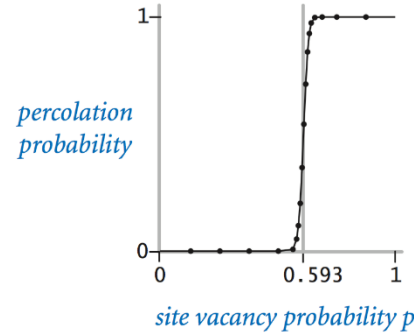 1
percolation
probability
0
0 0.593 1
site vacancy probability p